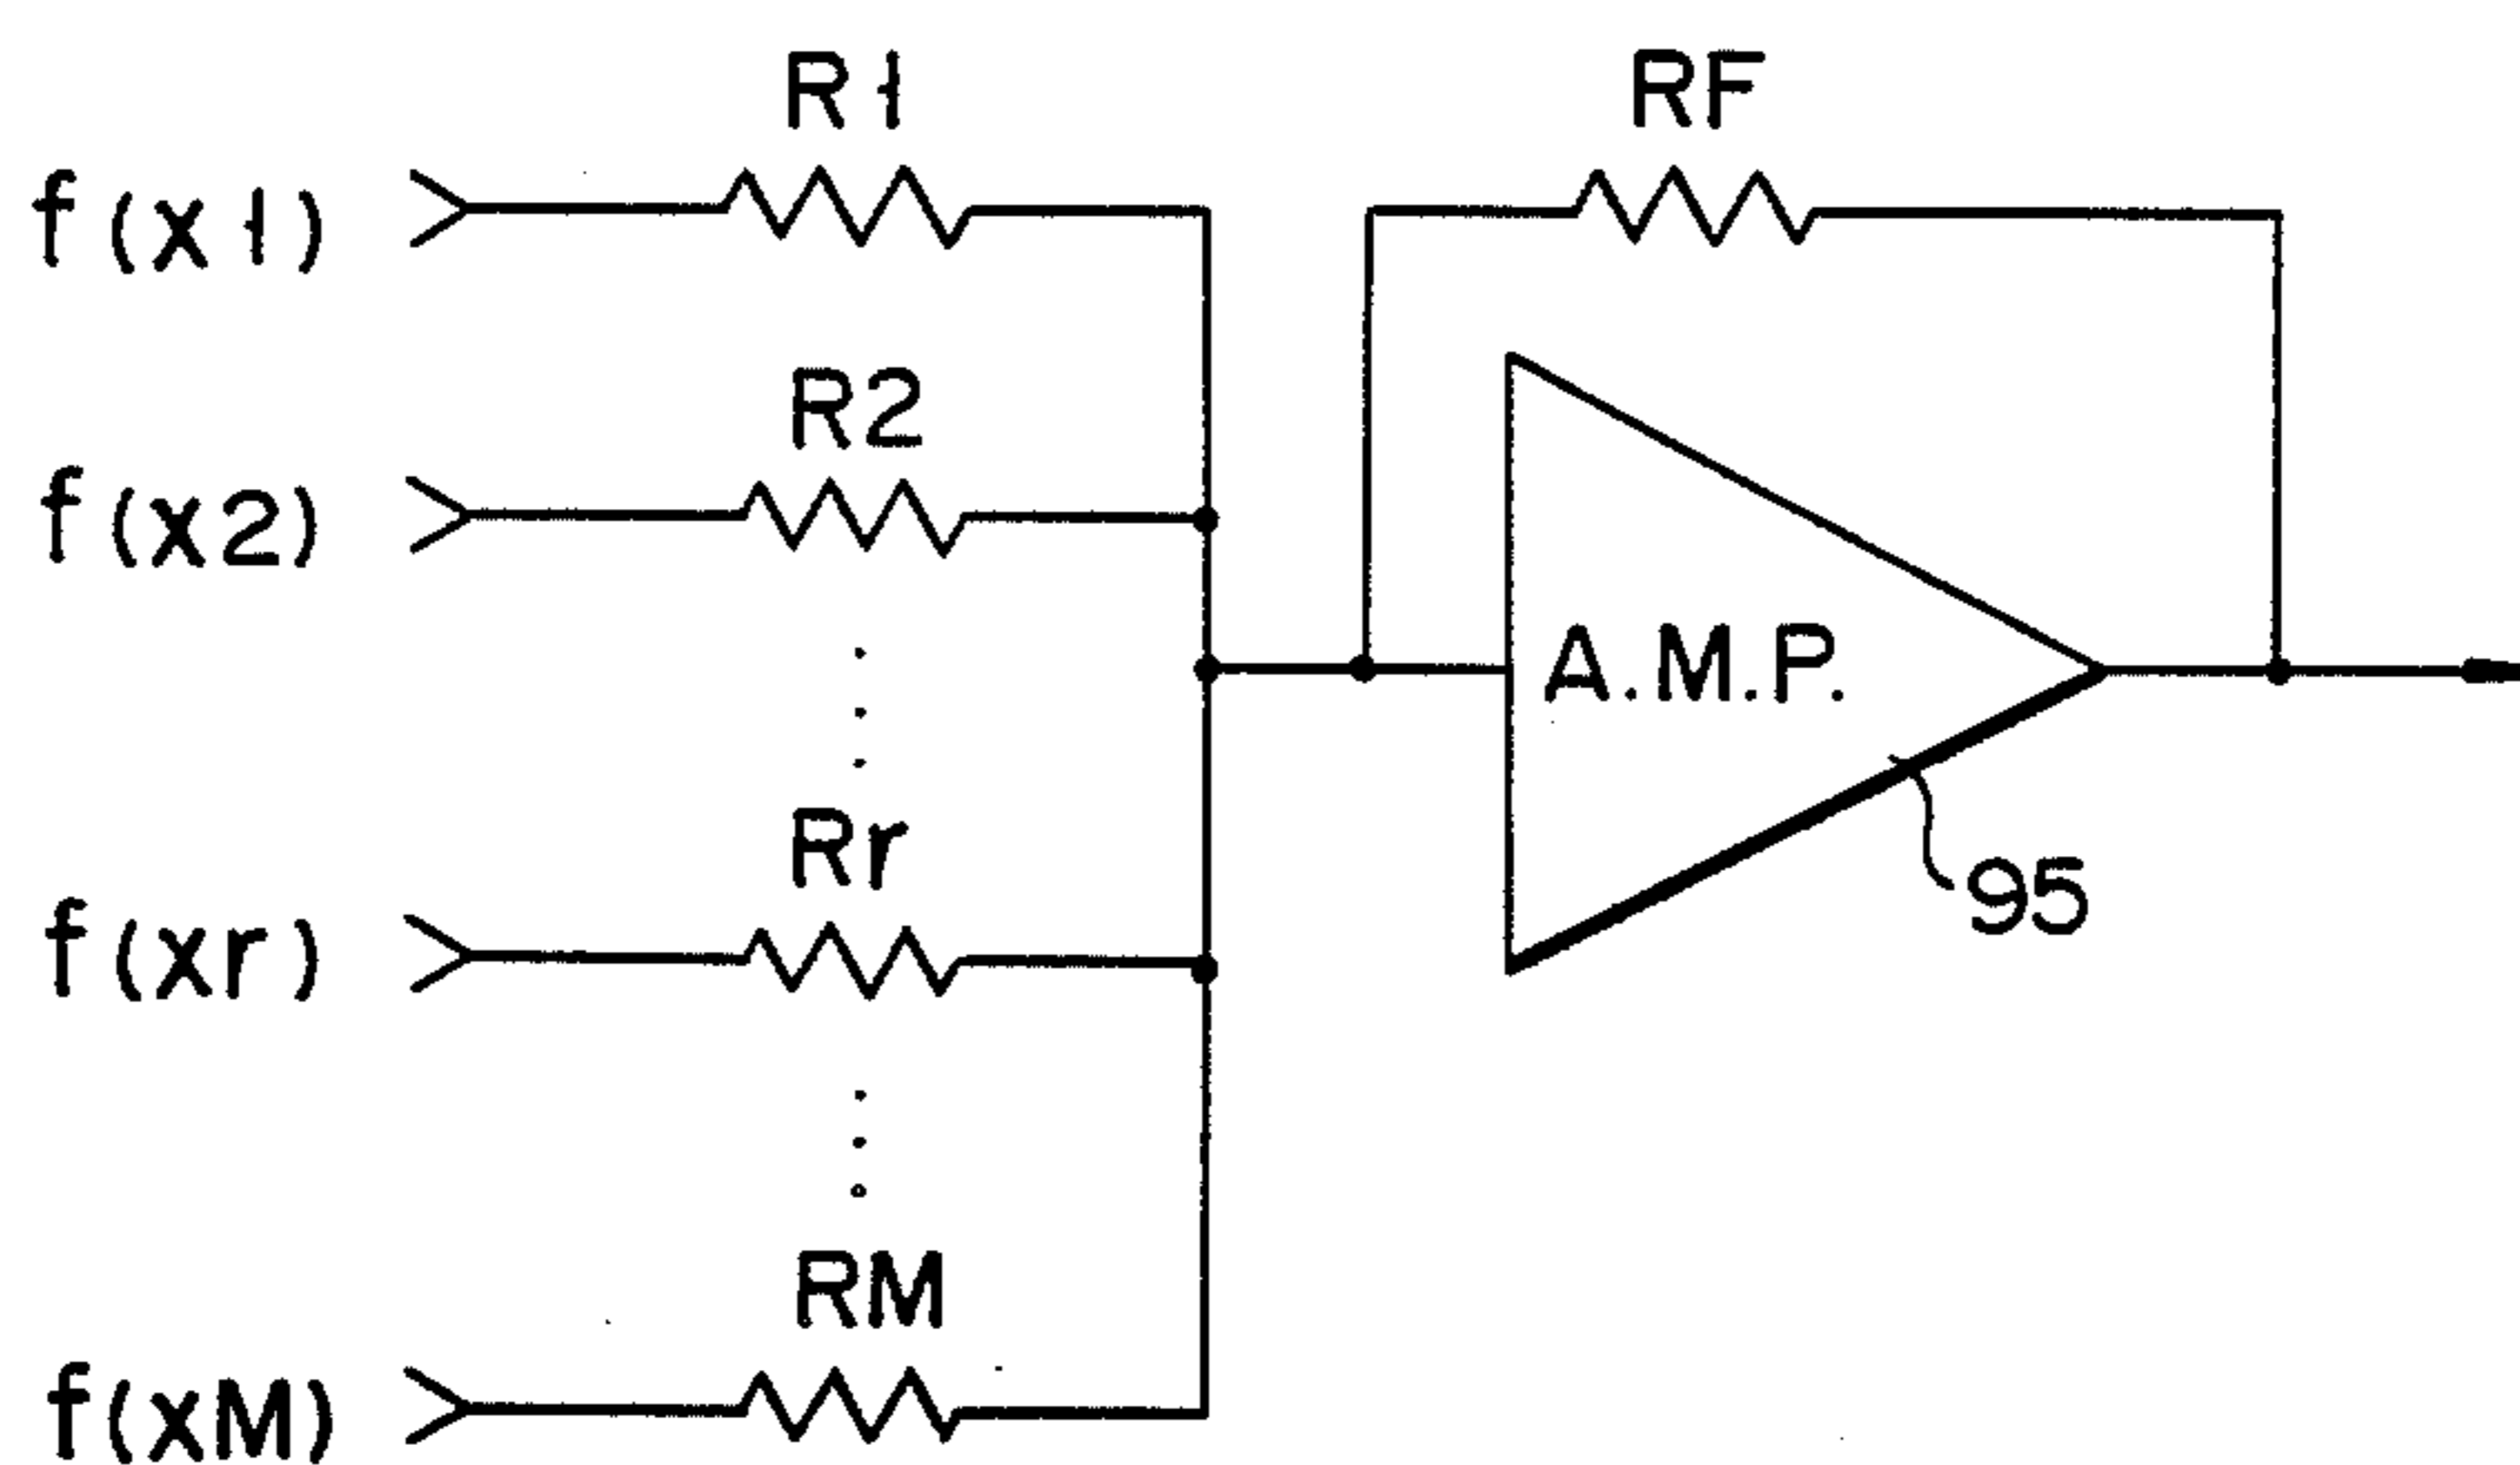 R1
RF
f(x1)
R2
f(x2)
A.M.P.
Rr
95
f(xr)
RM
f(xM)